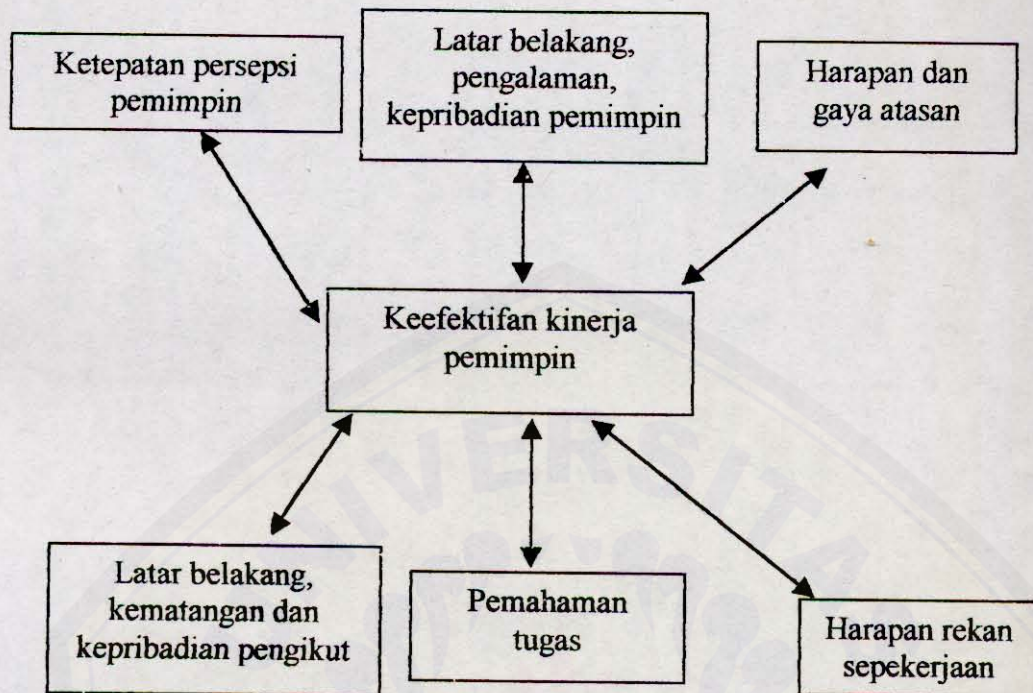 Ketepatan persepsi
pemimpin
Latar belakang,
pengalaman,
kepribadian pemimpin
Harapan dan
gaya atasan
Keefektifan kinerja
pemimpin
Latar belakang,
kematangan dan
kepribadian pengikut
Pemahaman
tugas
Harapan rekan
sepekerjaan
UNIVERSITAS